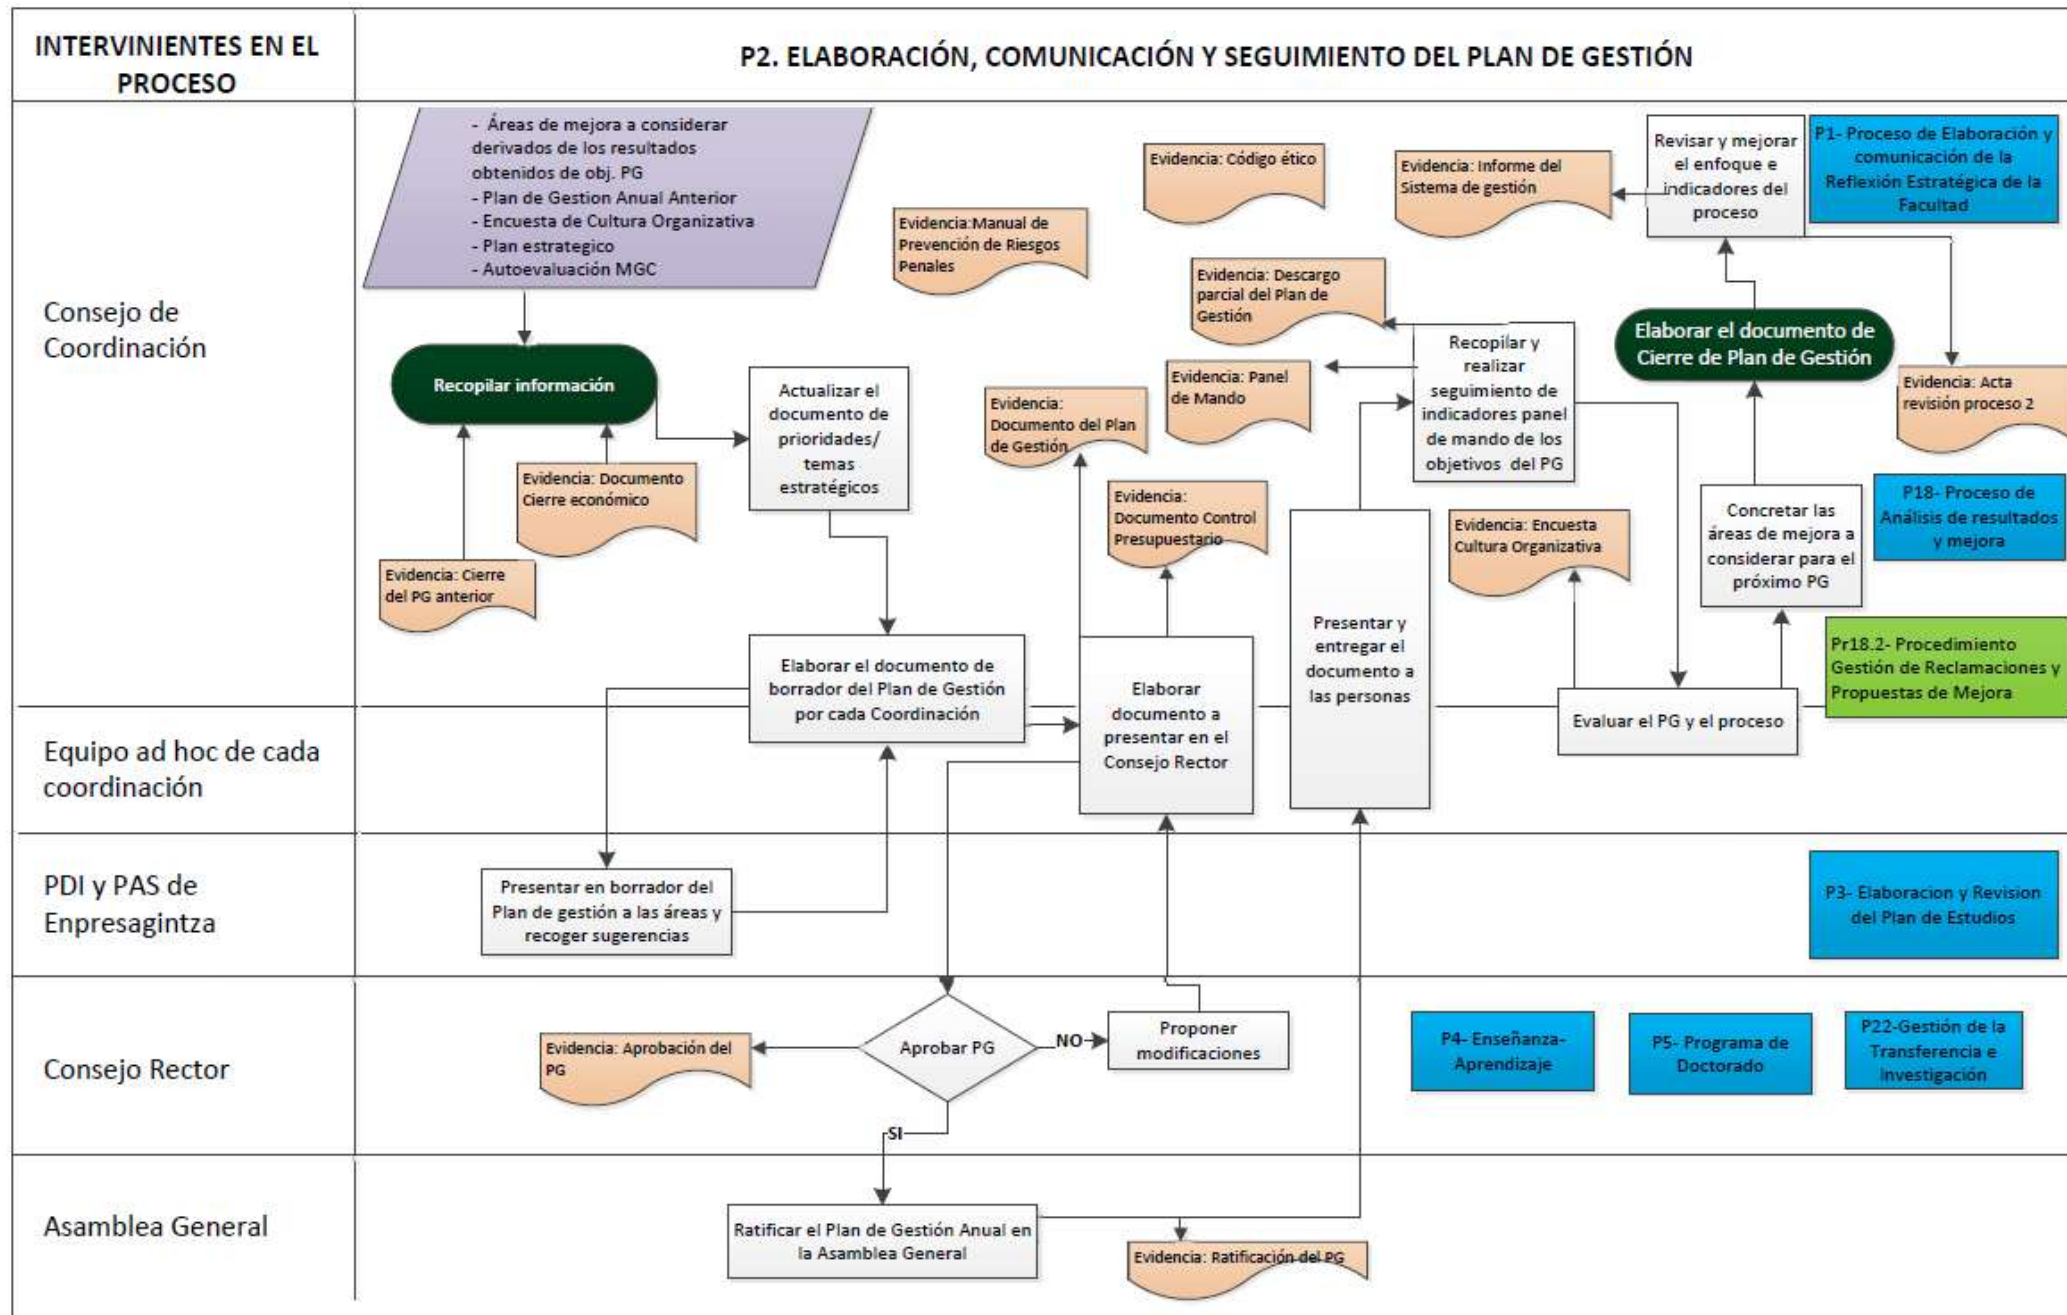 INTERVINIENTES EN EL
PROCESO
P2. ELABORACIÓN, COMUNICACIÓN Y SEGUIMIENTO DEL PLAN DE GESTIÓN
Consejo de
Coordinación
- Áreas de mejora a considerar
derivados de los resultados
obtenidos de obj. PG
- Plan de Gestion Anual Anterior
- Encuesta de Cultura Organizativa
- Plan estrategico
- Autoevaluación MGC
Evidencia:Manual de
Prevención de Riesgos
Penales
Evidencia: Código ético
Evidencia: Informe del
Sistema de gestión
Revisar y mejorar
el enfoque e
indicadores del
proceso
P1- Proceso de Elaboración y
comunicación de la
Reflexión Estratégica de la
Facultad
Evidencia: Descargo
parcial del Plan de
Gestión
Elaborar el documento de
Cierre de Plan de Gestión
Recopilar información
Actualizar el
documento de
prioridades/
temas
estratégicos
Evidencia:
Documento del Plan
de Gestión
Evidencia: Panel
de Mando
Recopilar y
realizar
seguimiento de
indicadores panel
de mando de los
objetivos del PG
Evidencia: Acta
revisión proceso 2
Evidencia: Documento
Cierre económico
Evidencia: Cierre
del PG anterior
Evidencia:
Documento Control
Presupuestario
Evidencia: Encuesta
Cultura Organizativa
Concretar las
áreas de mejora a
considerar para el
próximo PG
P18- Proceso de
Análisis de resultados
y mejora
Elaborar el documento de
borrador del Plan de Gestión
por cada Coordinación
Elaborar
documento a
presentar en el
Consejo Rector
Presentar y
entregar el
documento a
las personas
Evaluar el PG y el proceso
Pr18.2- Procedimiento
Gestión de Reclamaciones y
Propuestas de Mejora
Equipo ad hoc de cada
coordinación
PDI y PAS de
Enpresagintza
Presentar en borrador del
Plan de gestión a las áreas y
recoger sugerencias
P3- Elaboracion y Revision
del Plan de Estudios
Consejo Rector
Evidencia: Aprobación del
PG
Aprobar PG
NO
Proponer
modificaciones
P4- Enseñanza-
Aprendizaje
P5- Programa de
Doctorado
P22-Gestión de la
Transferencia e
Investigación
SI
Asamblea General
Ratificar el Plan de Gestión Anual en
la Asamblea General
Evidencia: Ratificación del PG